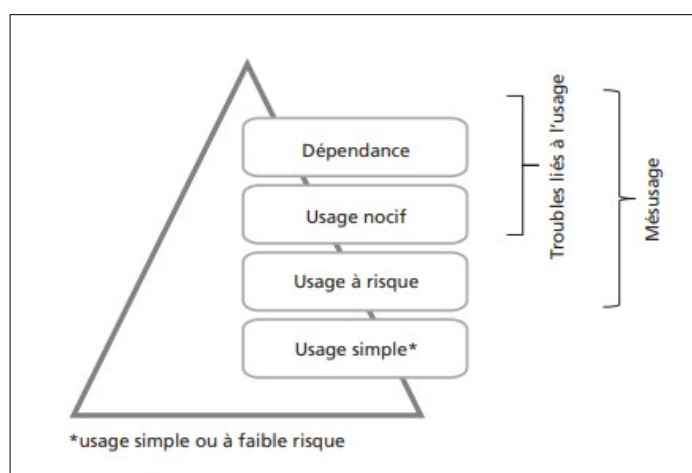 Dépendance
Usage nocif
Usage à risque
Usage simple*
Troubles liés à l'usage
Mésusage
*usage simple ou à faible risque